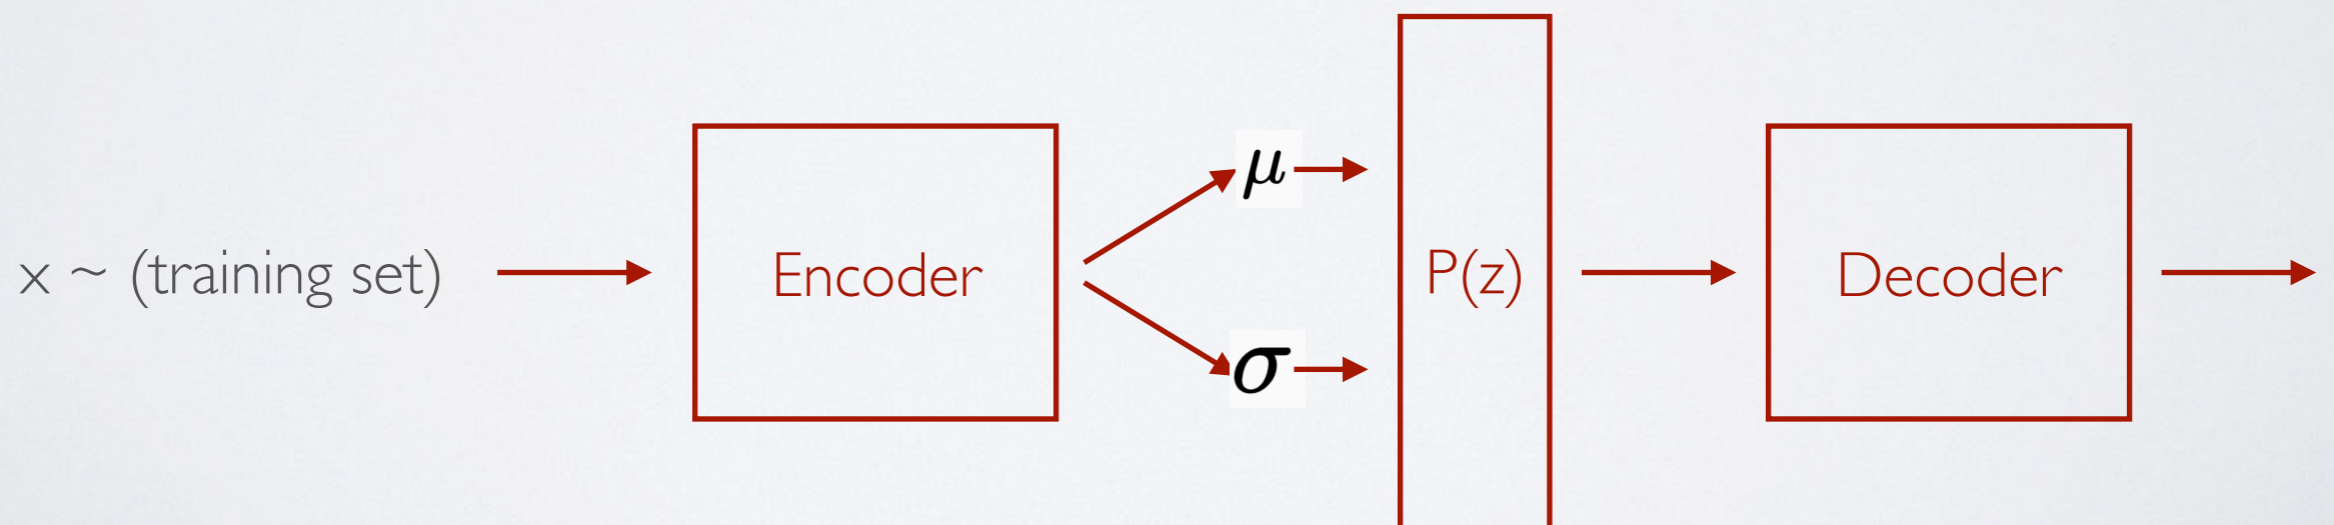 x ~ (training set)
Encoder
μ
σ
P(z)
Decoder